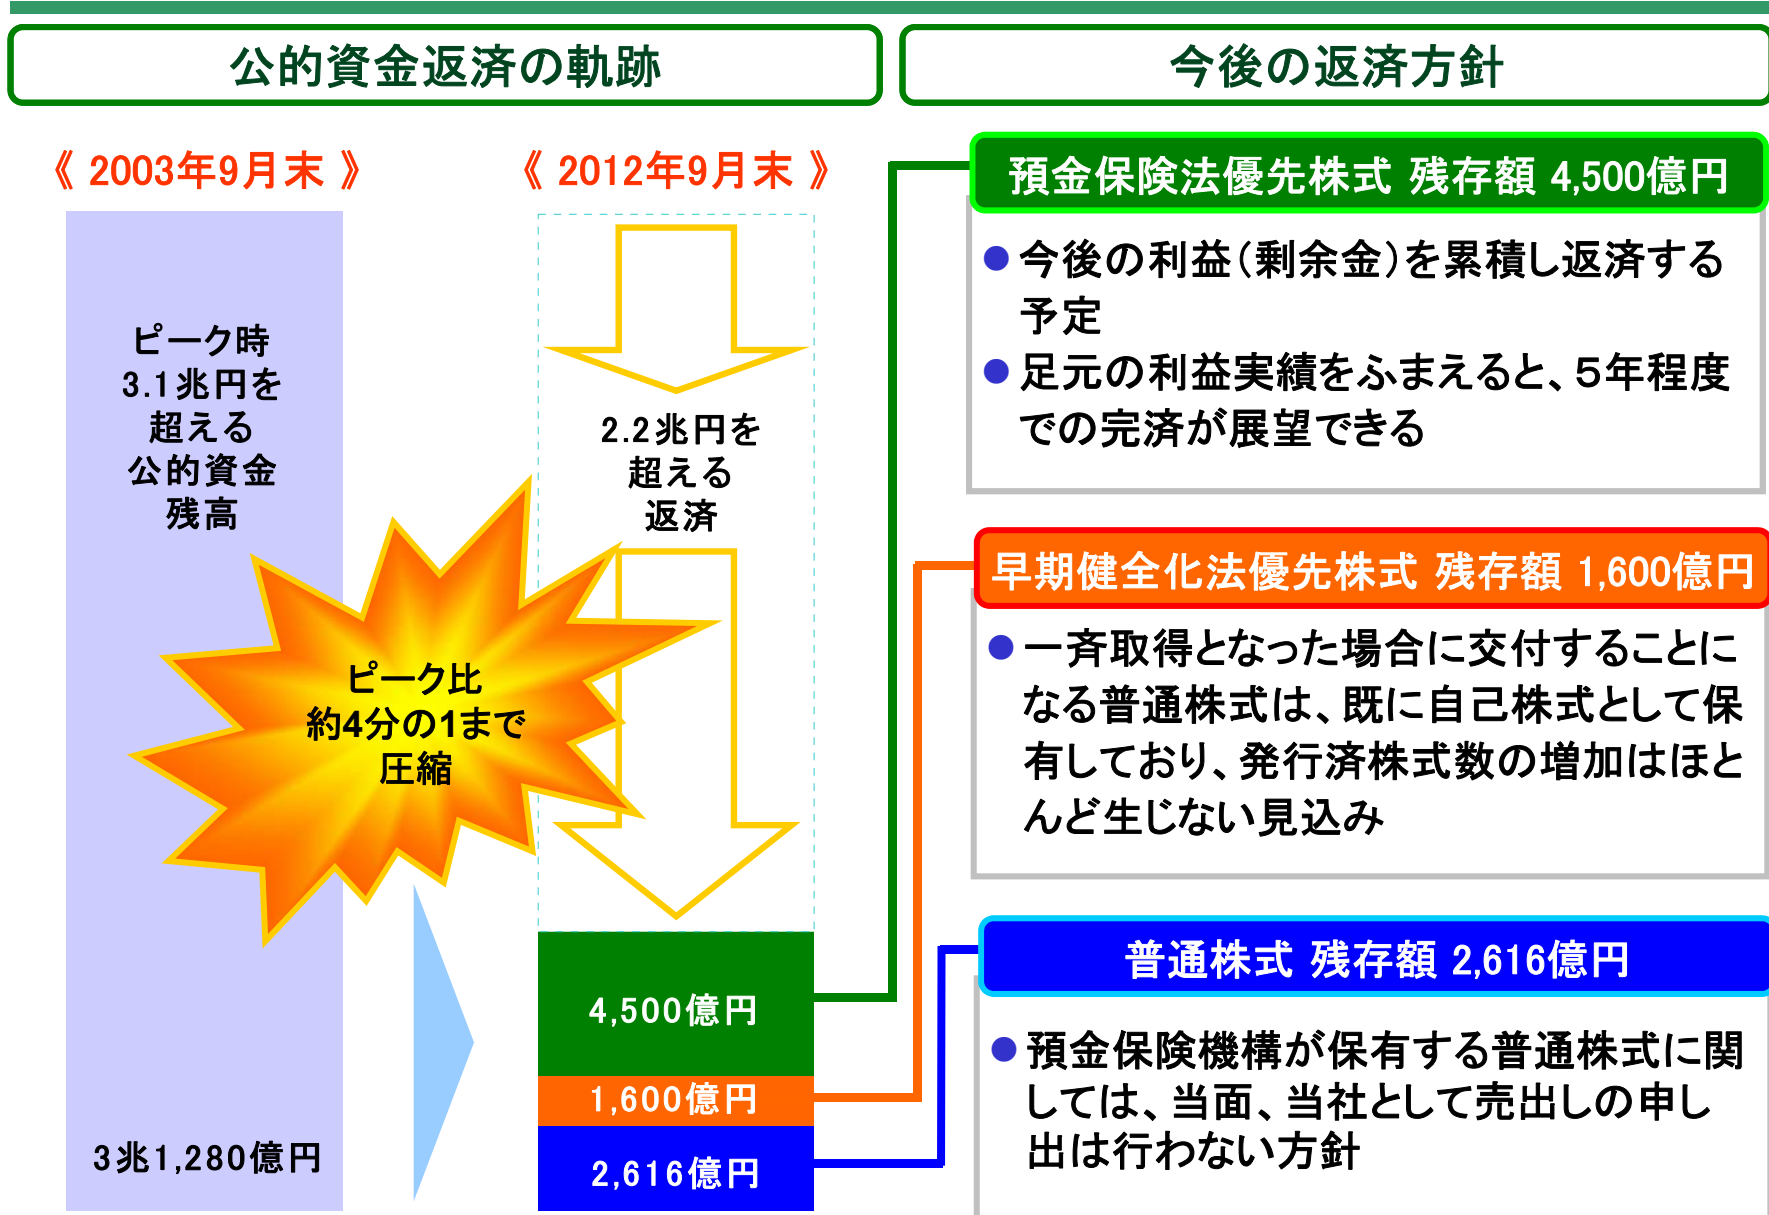 公的資金返済の軌跡
《 2003年9月末 》
《 2012年9月末 》
ピーク時
3.1兆円を
超える
公的資金
残高
2.2兆円を
超える
返済
ピーク比
約4分の1まで
圧縮
3兆1,280億円
4,500億円
1,600億円
2,616億円
今後の返済方針
預金保険法優先株式 残存額 4,500億円
● 今後の利益(剰余金)を累積し返済する
予定
● 足元の利益実績をふまえると、5年程度
での完済が展望できる
早期健全化法優先株式 残存額 1,600億円
● 一斉取得となった場合に交付することに
なる普通株式は、既に自己株式として保
有しており、発行済株式数の増加はほと
んど生じない見込み
普通株式 残存額 2,616億円
● 預金保険機構が保有する普通株式に関
しては、当面、当社として売出しの申し
出は行わない方針